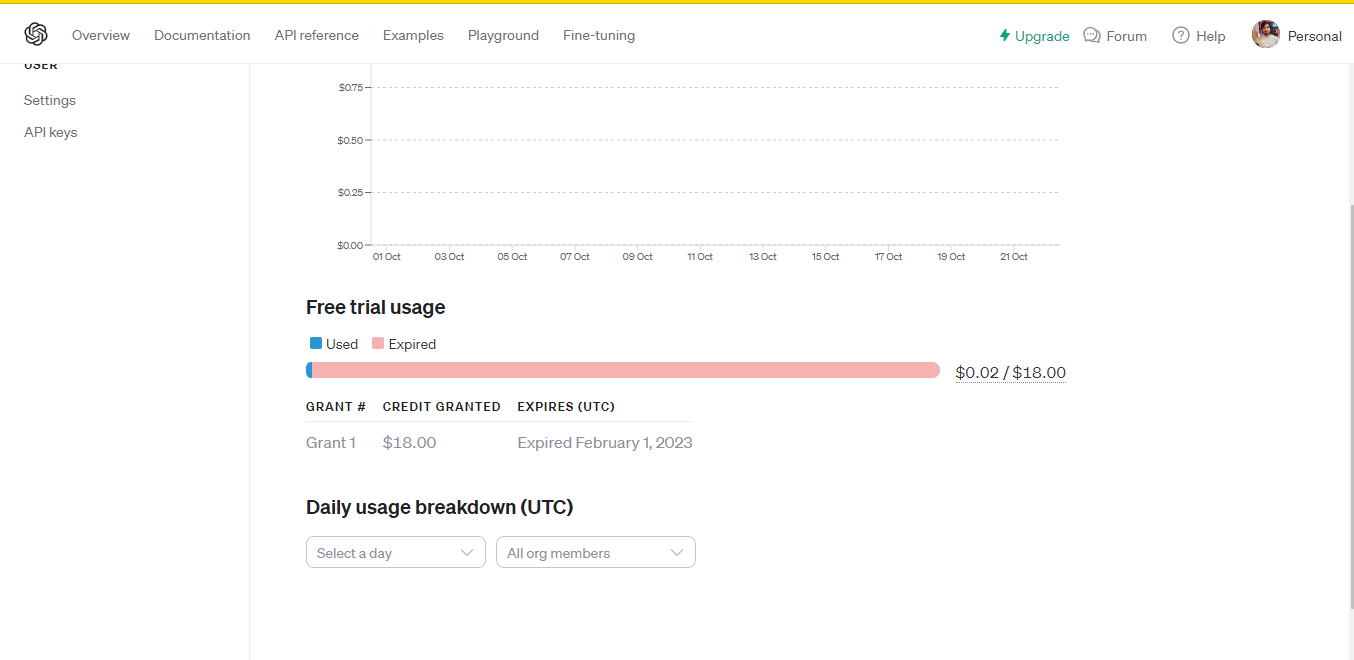 Overview Documentation API reference Examples Playground Fine-tuning Upgrade Forum Help Personal
USER
Settings
API keys
$0.75
$0.50
$0.25
$0.00
01 Oct 03 Oct 05 Oct 07 Oct 09 Oct 11 Oct 13 Oct 15 Oct 17 Oct 19 Oct 21 Oct
Free trial usage
Used Expired
$0.02 / $18.00
GRANT # CREDIT GRANTED EXPIRES (UTC)
Grant 1 $18.00 Expired February 1, 2023
Daily usage breakdown (UTC)
Select a day All org members